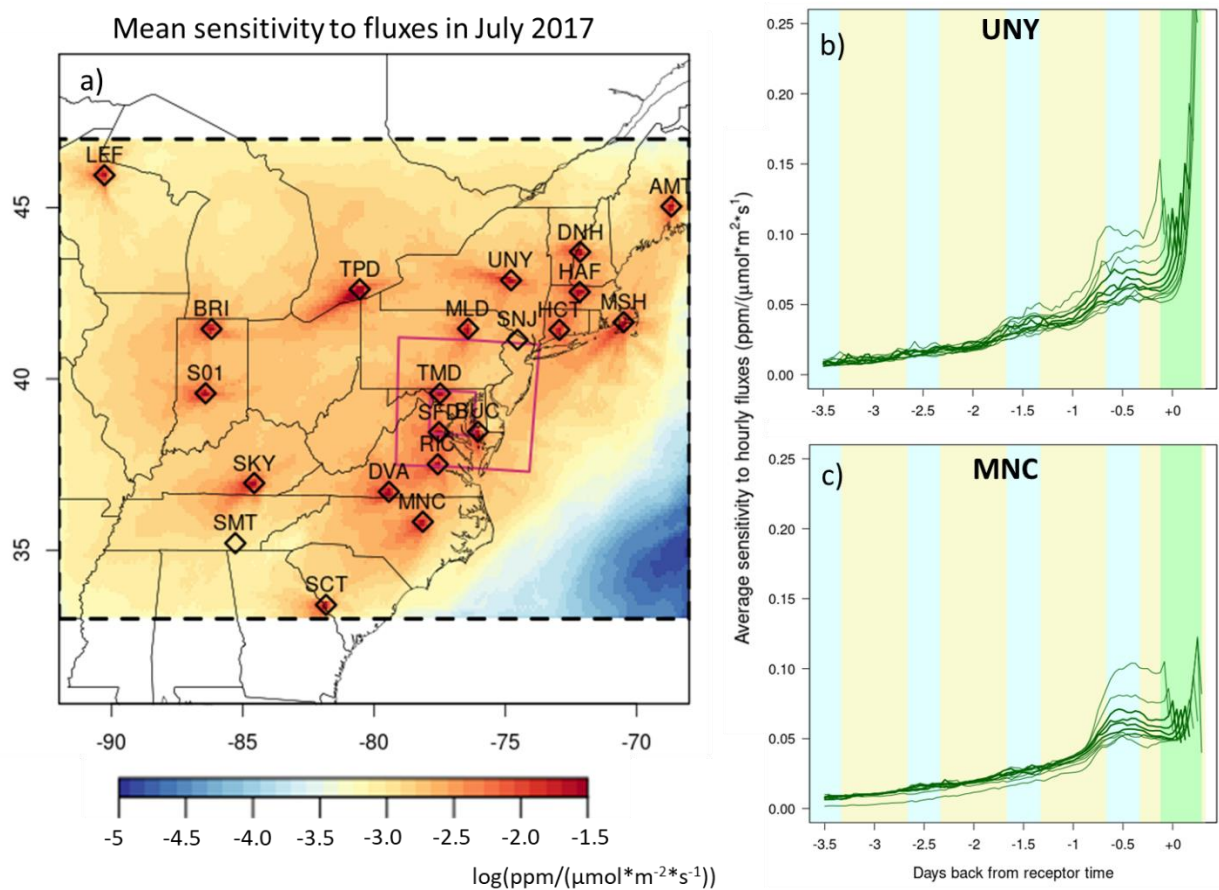 Mean sensitivity to fluxes in July 2017
a)
LEF
AMT
DNH
UNY
HAF
TPD
MSH
BRI
MLD
HCT
SNJ
S01
TMD
SFD
BUC
RIC
SKY
DVA
MNC
SMT
SCT
45
40
35
-90
-85
-80
-75
-70
-5
-4.5
-4.0
-3.5
-3.0
-2.5
-2.0
-1.5
log(ppm/(μmol*m⁻²*s⁻¹))
Average sensitivity to hourly fluxes (ppm/(μmol*m²*s¹)
b)
UNY
0.25
0.20
0.15
0.10
0.05
0.00
-3.5
-3
-2.5
-2
-1.5
-1
-0.5
+0
c)
MNC
0.25
0.20
0.15
0.10
0.05
0.00
-3.5
-3
-2.5
-2
-1.5
-1
-0.5
+0
Days back from receptor time